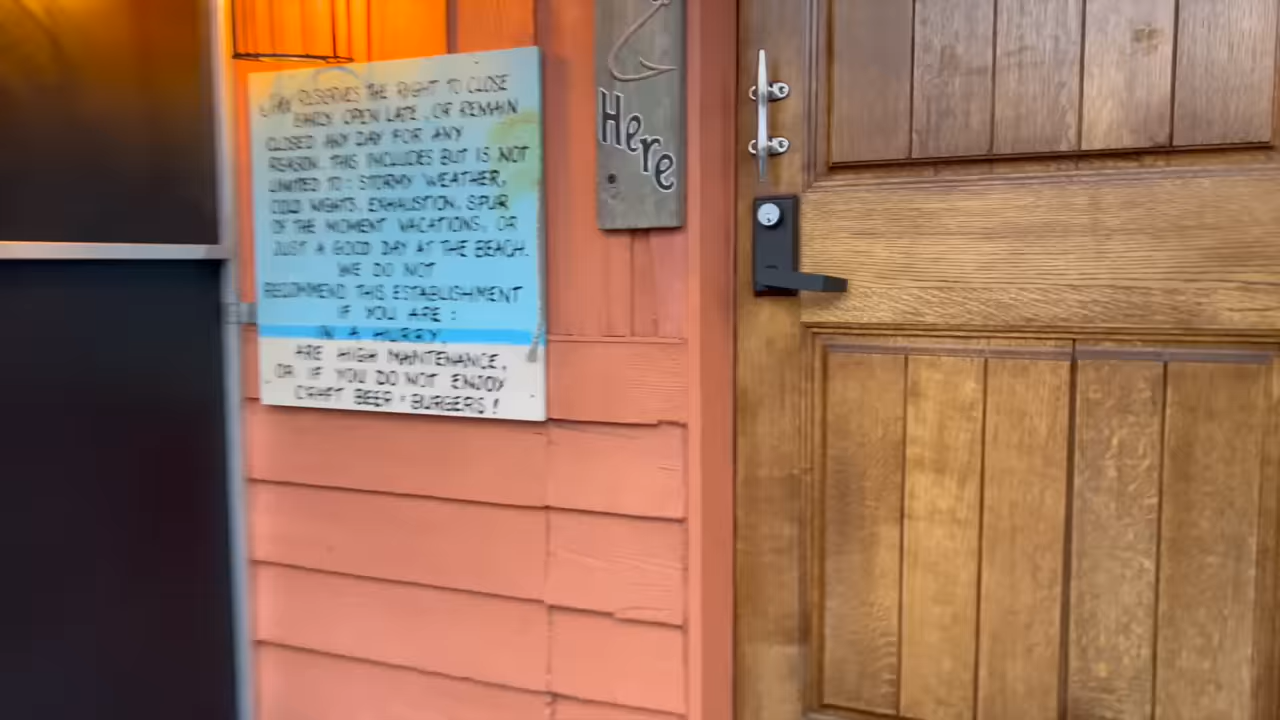 RESERVES THE RIGHT TO CLOSE
EARLY, OPEN LATE, OR REMAIN
CLOSED ANY DAY FOR ANY
REASON. THIS INCLUDES BUT IS NOT
LIMITED TO: STORMY WEATHER,
COLD NIGHTS, EXHAUSTION, SPUR
OF THE MOMENT VACATIONS, OR
JUST A GOOD DAY AT THE BEACH.
WE DO NOT
RECOMMEND THIS ESTABLISHMENT
IF YOU ARE:
IN A HURRY,
ARE HIGH MAINTENANCE,
OR IF YOU DO NOT ENJOY
CRAFT BEER + BURGERS!
Here